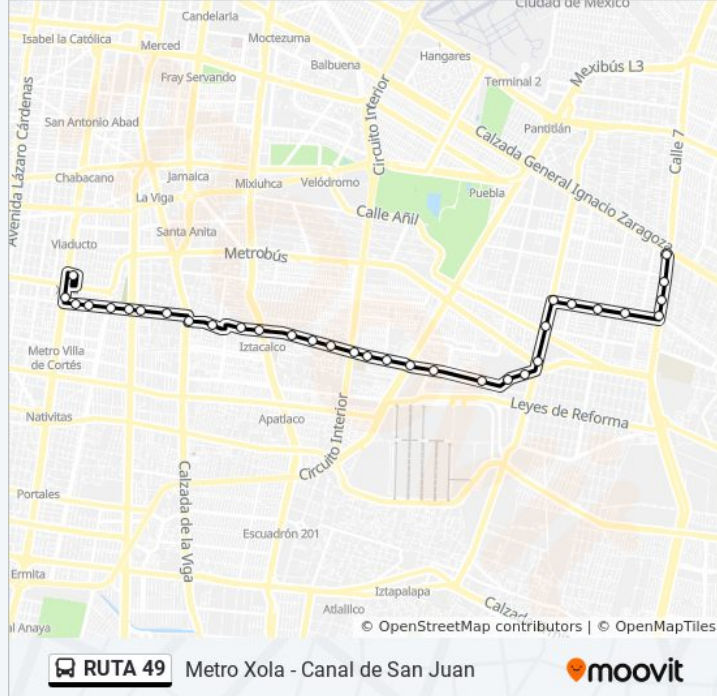 Ciudad de México
Candelaria
Isabel la Católica
Merced
Moctezuma
Hangares
Balbuena
Mexibús L3
Fray Servando
Terminal 2
Avenida Lázaro Cárdenas
San Antonio Abad
Circuito Interior
Pantitlán
Calle 7
Calzada General Ignacio Zaragoza
Chabacano
Jamaica
Mixiuhca
Velódromo
La Viga
Puebla
Calle Añil
Santa Anita
Viaducto
Metrobús
Iztacalco
Metro Villa
de Cortés
Leyes de Reforma
Nativitas
Apatlaco
Circuito Interior
Calzada de la Viga
Portales
Escuadrón 201
Ermita
Iztapalapa
Atlalilco
Calzad
al Anaya
© OpenStreetMap contributors | © OpenMapTiles
RUTA 49 Metro Xola - Canal de San Juan moovit